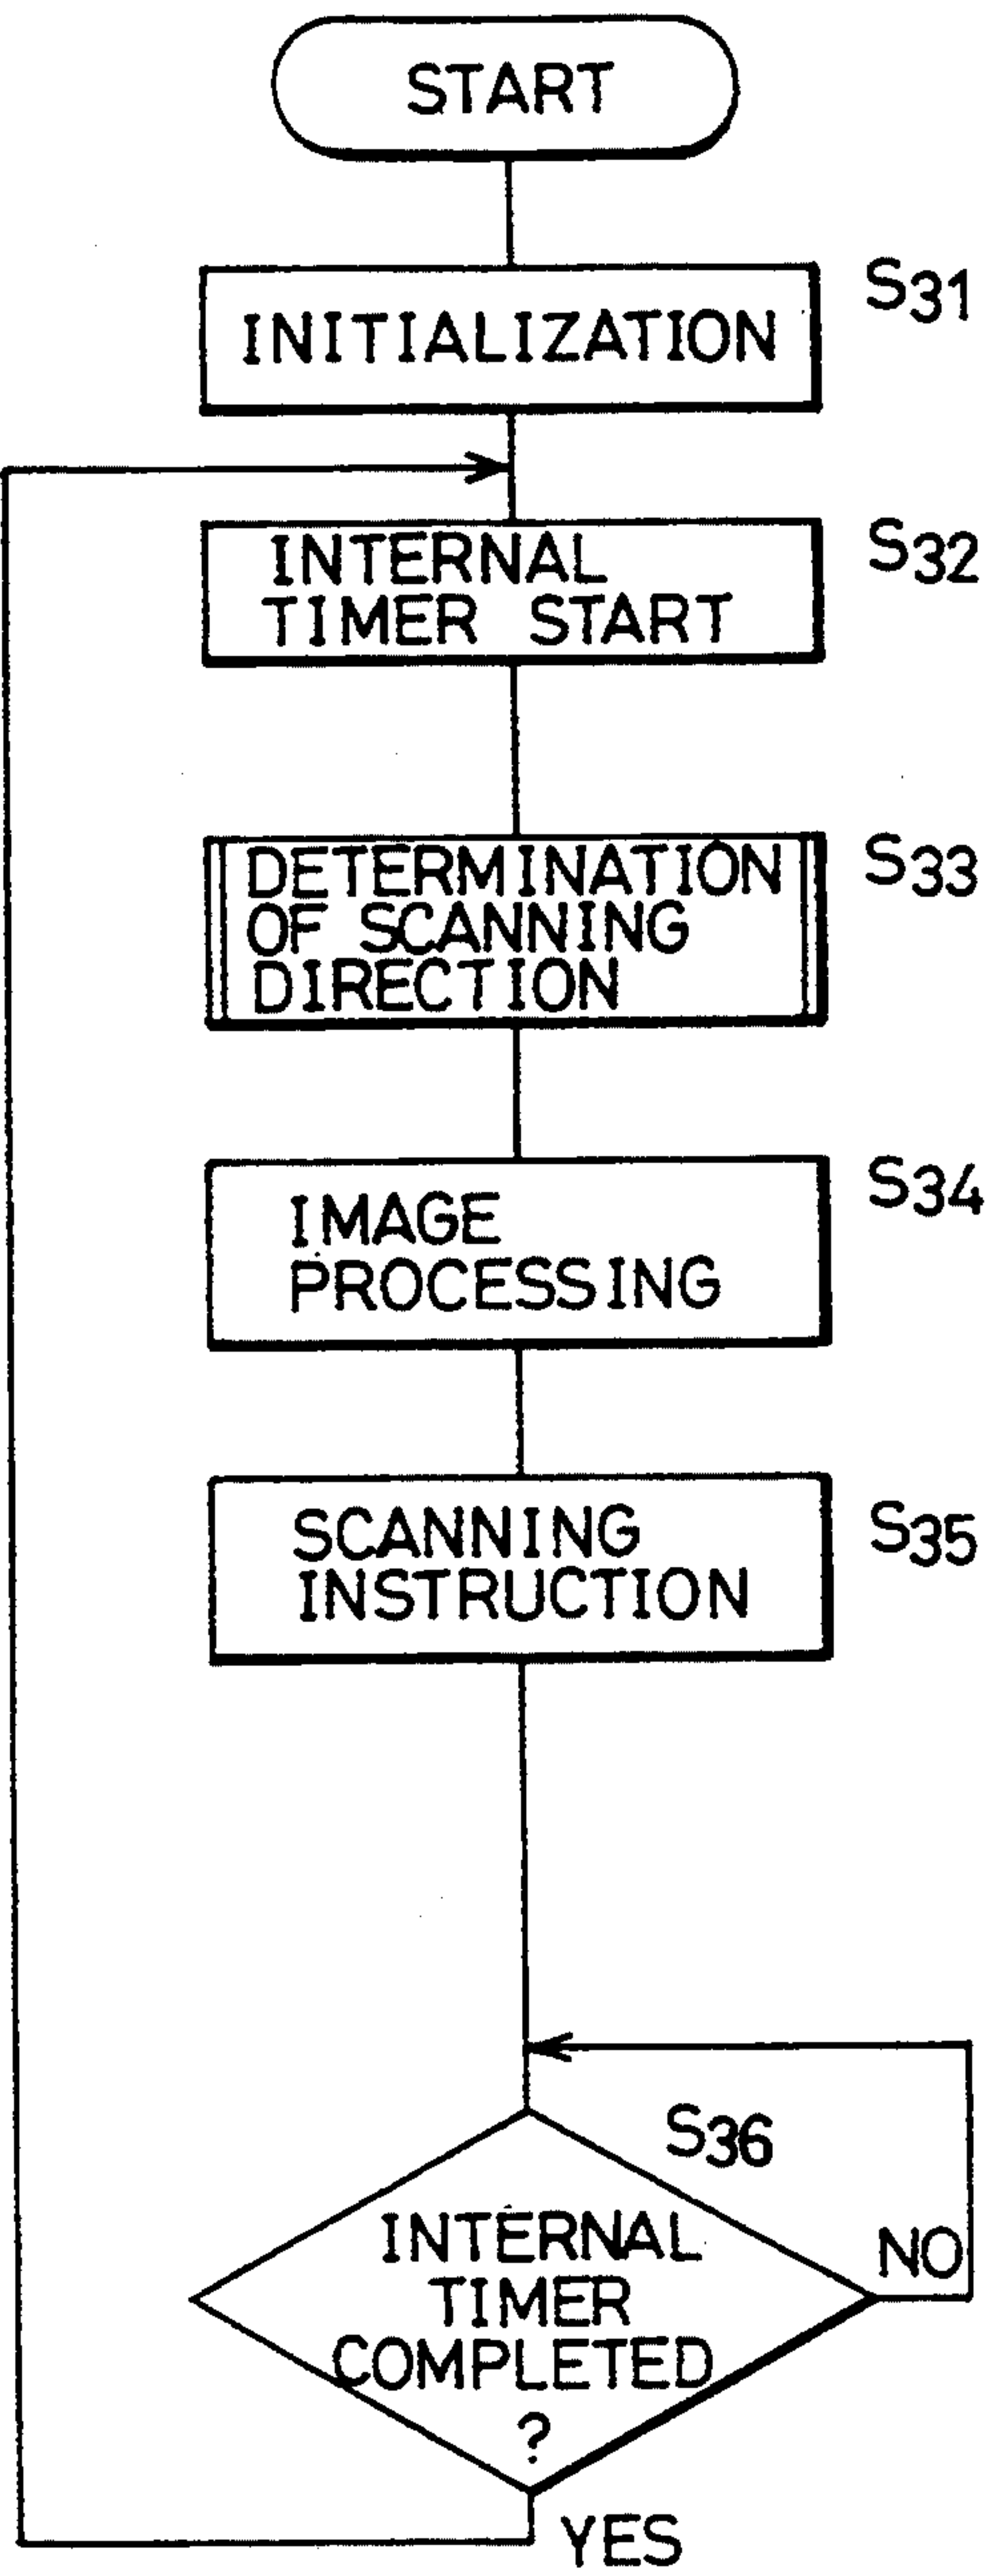 START
INITIALIZATION
S31
INTERNAL
TIMER START
S32
DETERMINATION
OF SCANNING
DIRECTION
S33
IMAGE
PROCESSING
S34
SCANNING
INSTRUCTION
S35
S36
INTERNAL
TIMER
COMPLETED
?
NO
YES